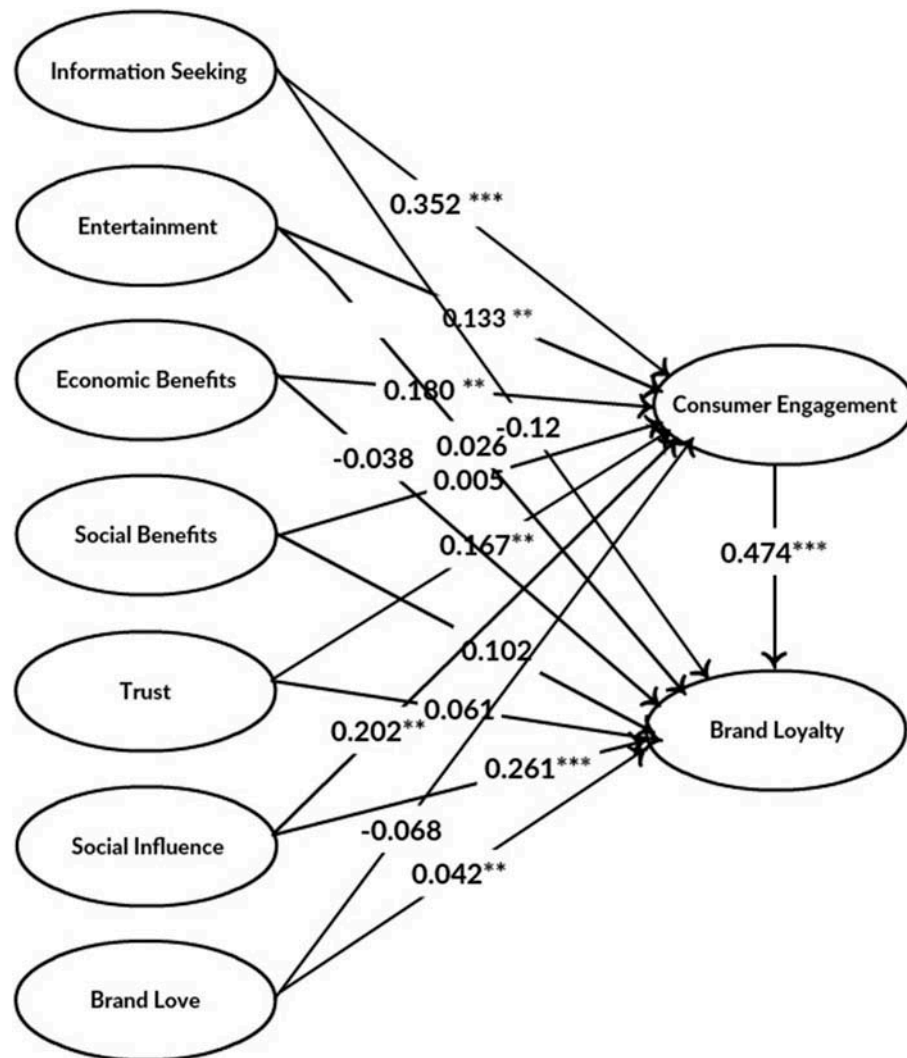 Information Seeking
0.352 ***
Entertainment
0.133 **
Economic Benefits
0.180 **
Consumer Engagement
-0.12
0.026
-0.038
0.005
Social Benefits
0.167**
0.474***
0.102
Trust
0.061
Brand Loyalty
0.202**
0.261***
Social Influence
-0.068
0.042**
Brand Love